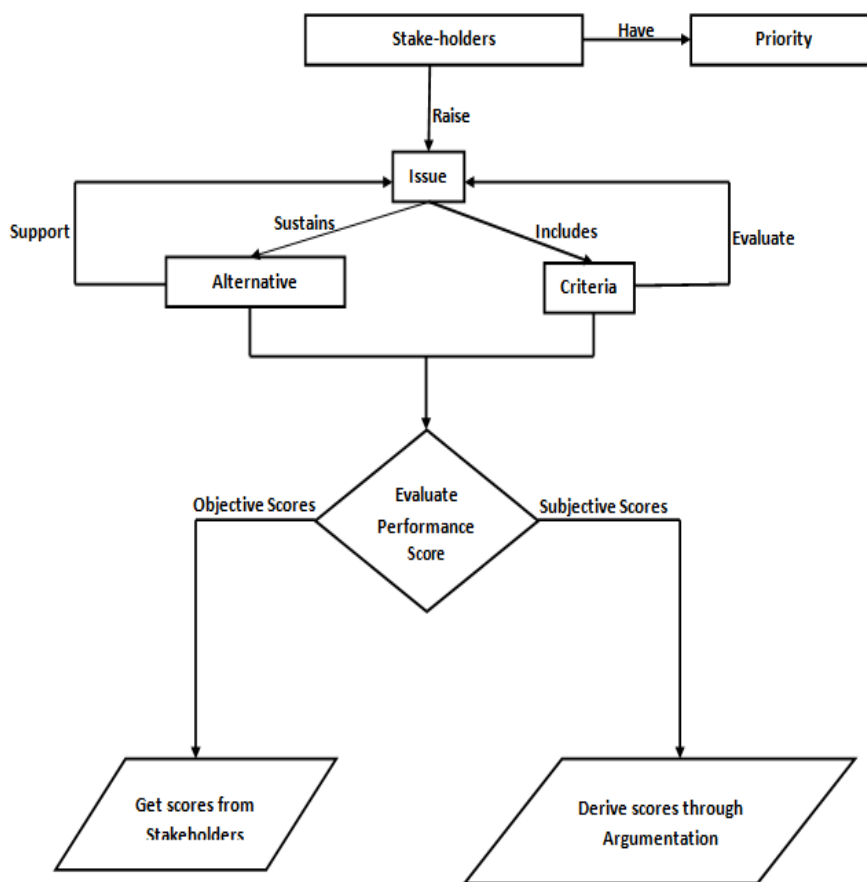 Stake-holders
Have
Priority
Raise
Issue
Support
Sustains
Includes
Evaluate
Alternative
Criteria
Objective Scores
Evaluate
Performance
Score
Subjective Scores
Get scores from
Stakeholders
Derive scores through
Argumentation